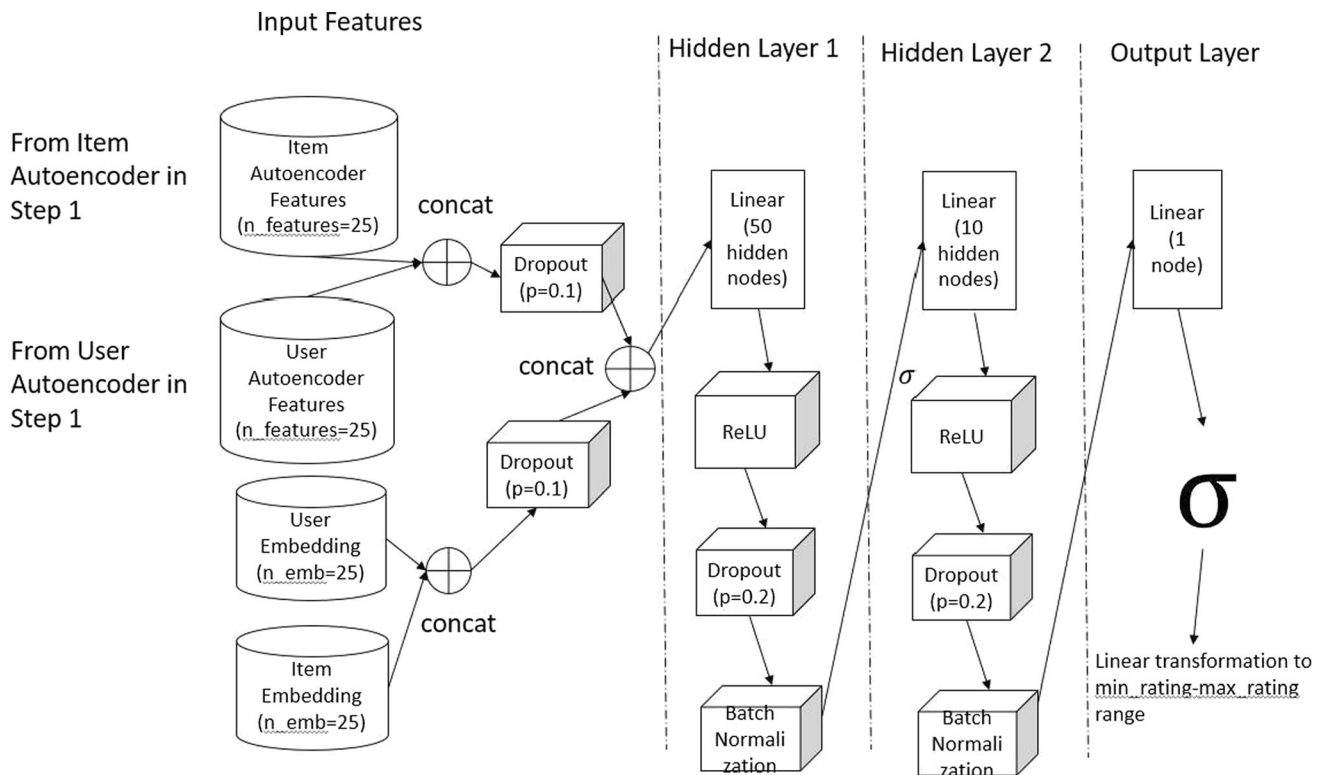 Input Features
Hidden Layer 1
Hidden Layer 2
Output Layer
From Item
Autoencoder in
Step 1
Item
Autoencoder
Features
(n_features=25)
concat
Dropout
(p=0.1)
From User
Autoencoder in
Step 1
User
Autoencoder
Features
(n_features=25)
concat
Dropout
(p=0.1)
User
Embedding
(n_emb=25)
concat
Item
Embedding
(n_emb=25)
Linear
(50
hidden
nodes)
ReLU
Dropout
(p=0.2)
Batch
Normali
zation
σ
Linear
(10
hidden
nodes)
ReLU
Dropout
(p=0.2)
Batch
Normali
zation
Linear
(1
node)
σ
Linear transformation to
min_rating-max_rating
range